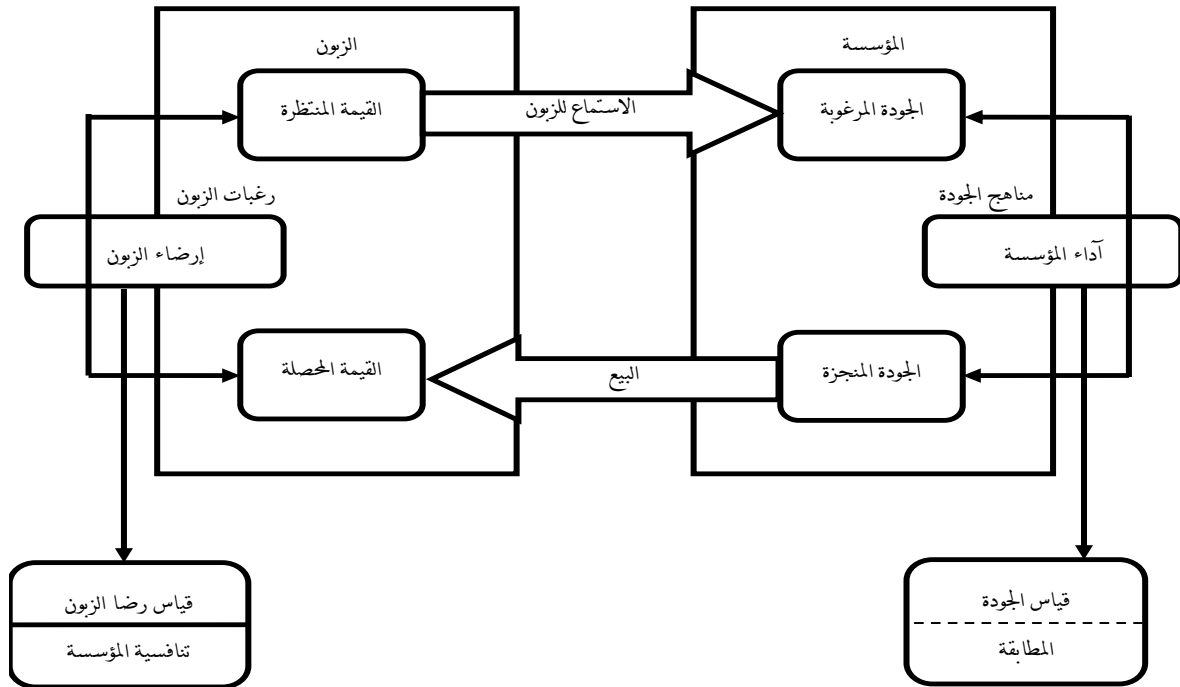 المؤسسة
الزبون
الجودة المرغوبة
الاستماع للزبون
القيمة المنتظرة
مناهج الجودة
رغبات الزبون
آداء المؤسسة
إرضاء الزبون
الجودة المنجزة
البيع
القيمة المحصلة
قياس الجودة
المطابقة
قياس رضا الزبون
تنافسية المؤسسة